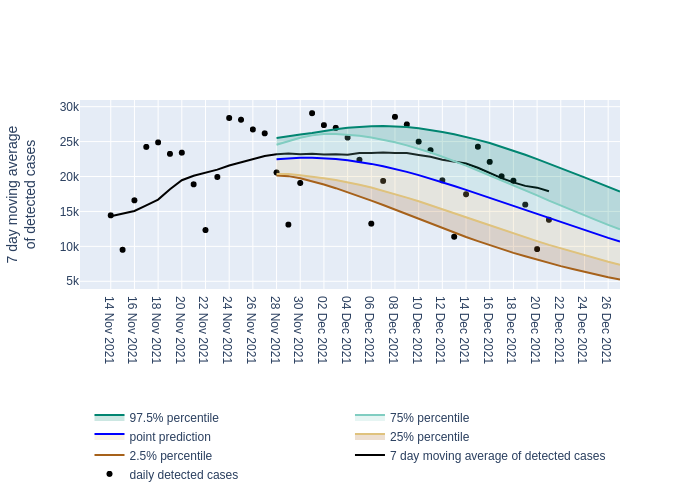 7 day moving average
of detected cases
30k
25k
20k
15k
10k
5k
14 Nov 2021
16 Nov 2021
18 Nov 2021
20 Nov 2021
22 Nov 2021
24 Nov 2021
26 Nov 2021
28 Nov 2021
30 Nov 2021
02 Dec 2021
04 Dec 2021
06 Dec 2021
08 Dec 2021
10 Dec 2021
12 Dec 2021
14 Dec 2021
16 Dec 2021
18 Dec 2021
20 Dec 2021
22 Dec 2021
24 Dec 2021
26 Dec 2021
97.5% percentile
75% percentile
point prediction
25% percentile
2.5% percentile
7 day moving average of detected cases
daily detected cases